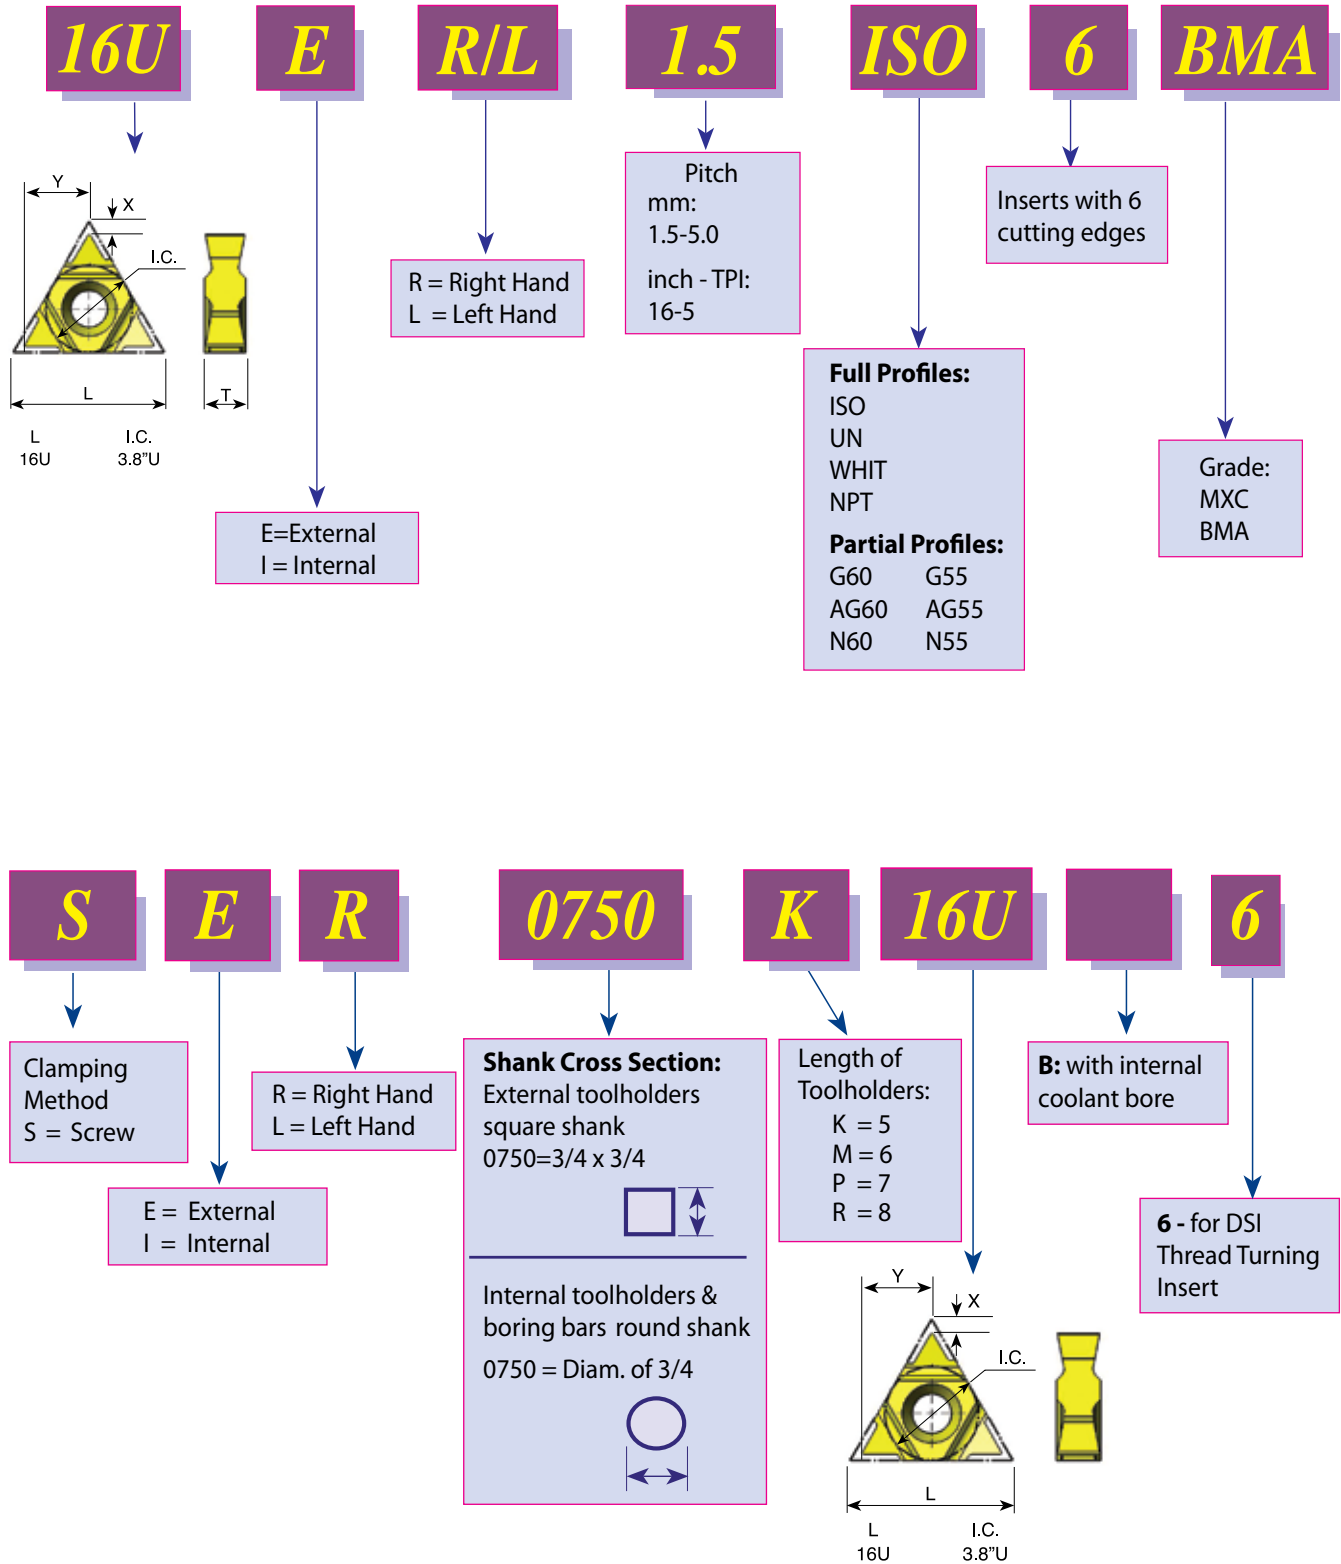 16U E R/L 1.5 ISO 6 BMA
Y
X
I.C.
L
T
L I.C.
16U 3.8"U
E=External
I = Internal
R = Right Hand
L = Left Hand
Pitch
mm:
1.5-5.0
inch - TPI:
16-5
Full Profiles:
ISO
UN
WHIT
NPT
Partial Profiles:
G60 G55
AG60 AG55
N60 N55
Inserts with 6
cutting edges
Grade:
MXC
BMA
S E R 0750 K 16U 6
Clamping
Method
S = Screw
E = External
I = Internal
R = Right Hand
L = Left Hand
Shank Cross Section:
External toolholders
square shank
0750=3/4 x 3/4
Internal toolholders &
boring bars round shank
0750 = Diam. of 3/4
Length of
Toolholders:
K = 5
M = 6
P = 7
R = 8
Y
X
I.C.
L
L I.C.
16U 3.8"U
B: with internal
coolant bore
6 - for DSI
Thread Turning
Insert